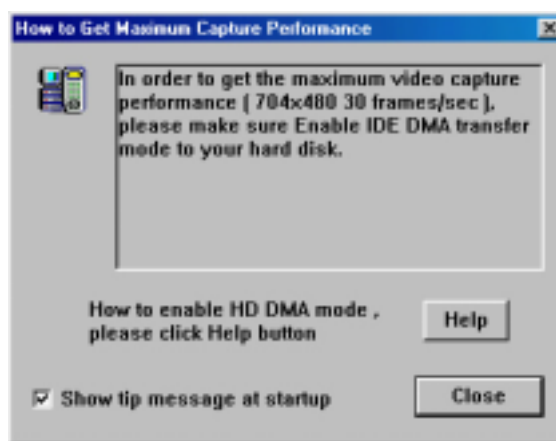 How to Get Maximum Capture Performance
In order to get the maximum video capture
performance ( 704x480 30 frames/sec ),
please make sure Enable IDE DMA transfer
mode to your hard disk.
How to enable HD DMA mode ,
please click Help button
Help
Show tip message at startup
Close